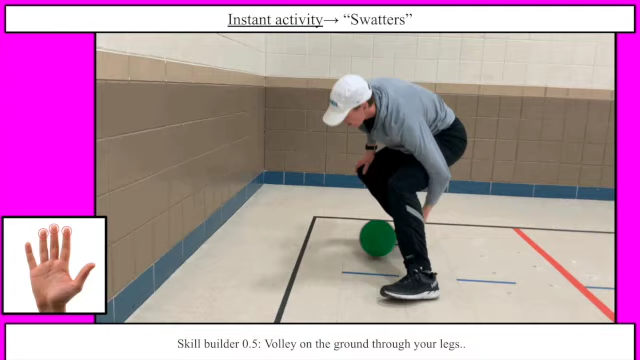 Instant activity→ “Swatters”
Skill builder 0.5: Volley on the ground through your legs..